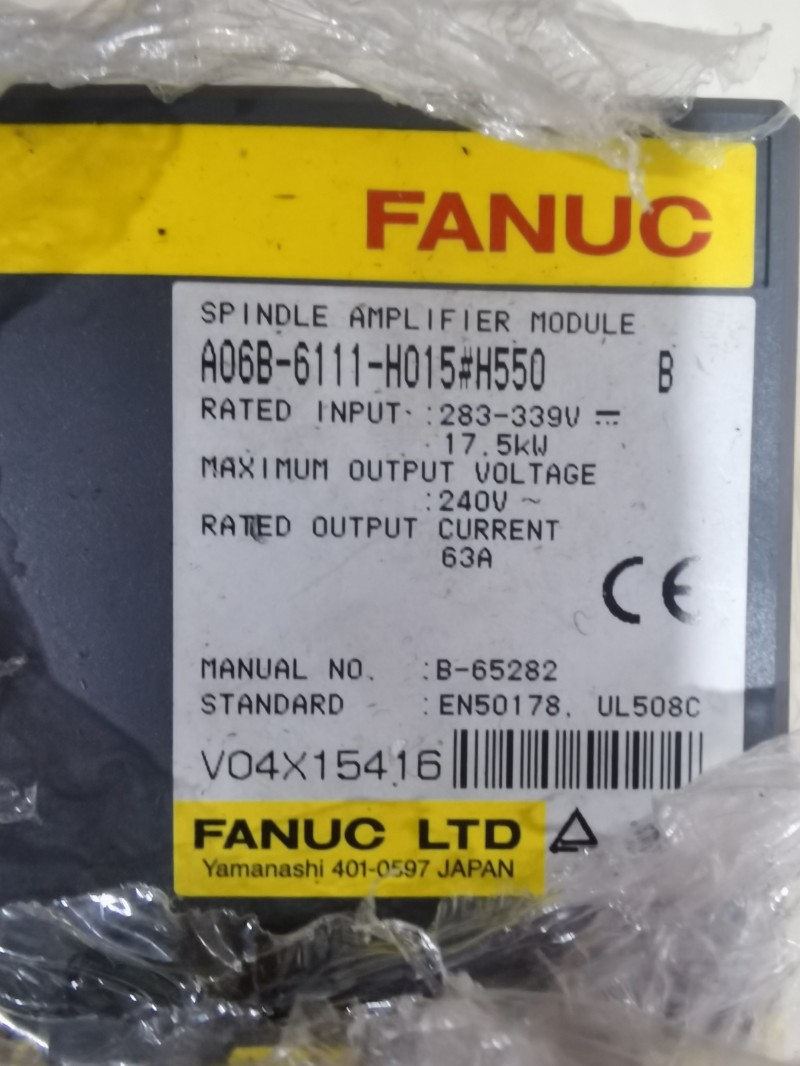 FANUC
SPINDLE AMPLIFIER MODULE
A06B-6111-H015#H550 B
RATED INPUT :283-339V ⎓
17.5kW
MAXIMUM OUTPUT VOLTAGE
:240V ~
RATED OUTPUT CURRENT
63A
CE
MANUAL NO. :B-65282
STANDARD :EN50178, UL508C
V04X15416
FANUC LTD
Yamanashi 401-0597 JAPAN